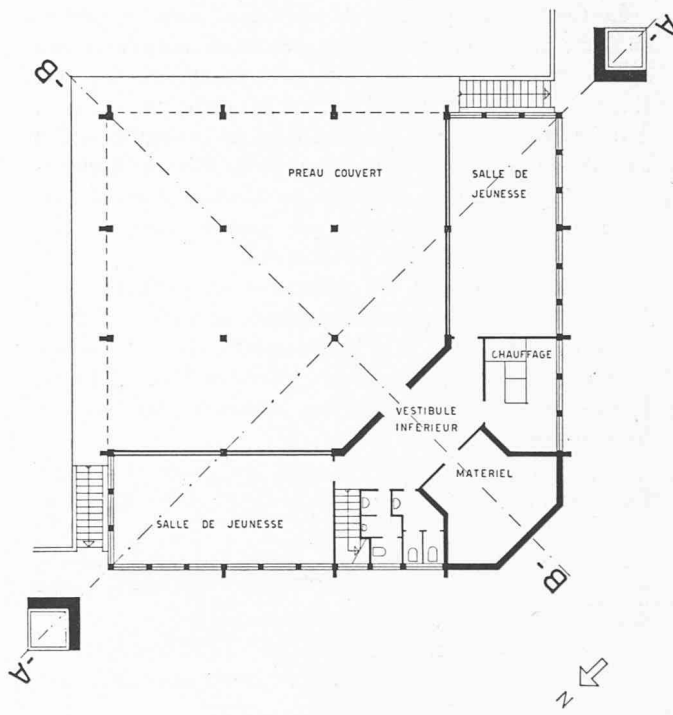 -A-
-B-
PREAU COUVERT
SALLE DE
JEUNESSE
CHAUFFAGE
VESTIBULE
INFERIEUR
MATERIEL
SALLE DE JEUNESSE
-B-
-A-
N